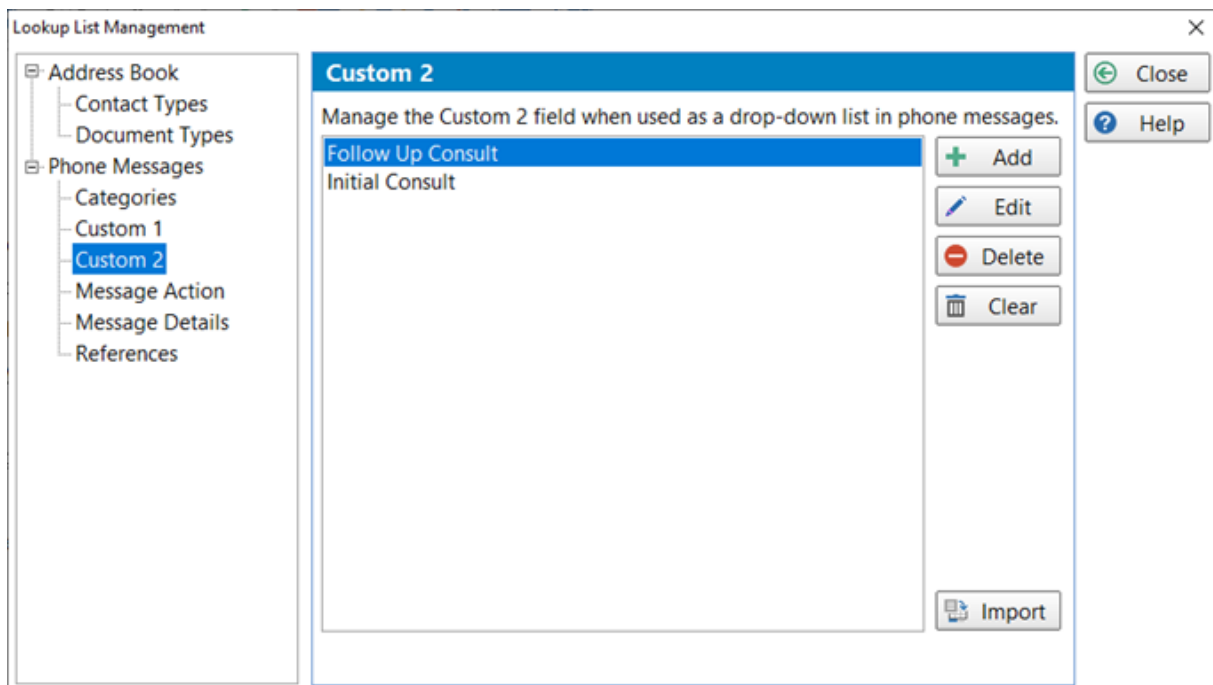 Lookup List Management
Address Book
Contact Types
Document Types
Phone Messages
Categories
Custom 1
Custom 2
Message Action
Message Details
References
Custom 2
Manage the Custom 2 field when used as a drop-down list in phone messages.
Follow Up Consult
Initial Consult
Add
Edit
Delete
Clear
Import
Close
Help